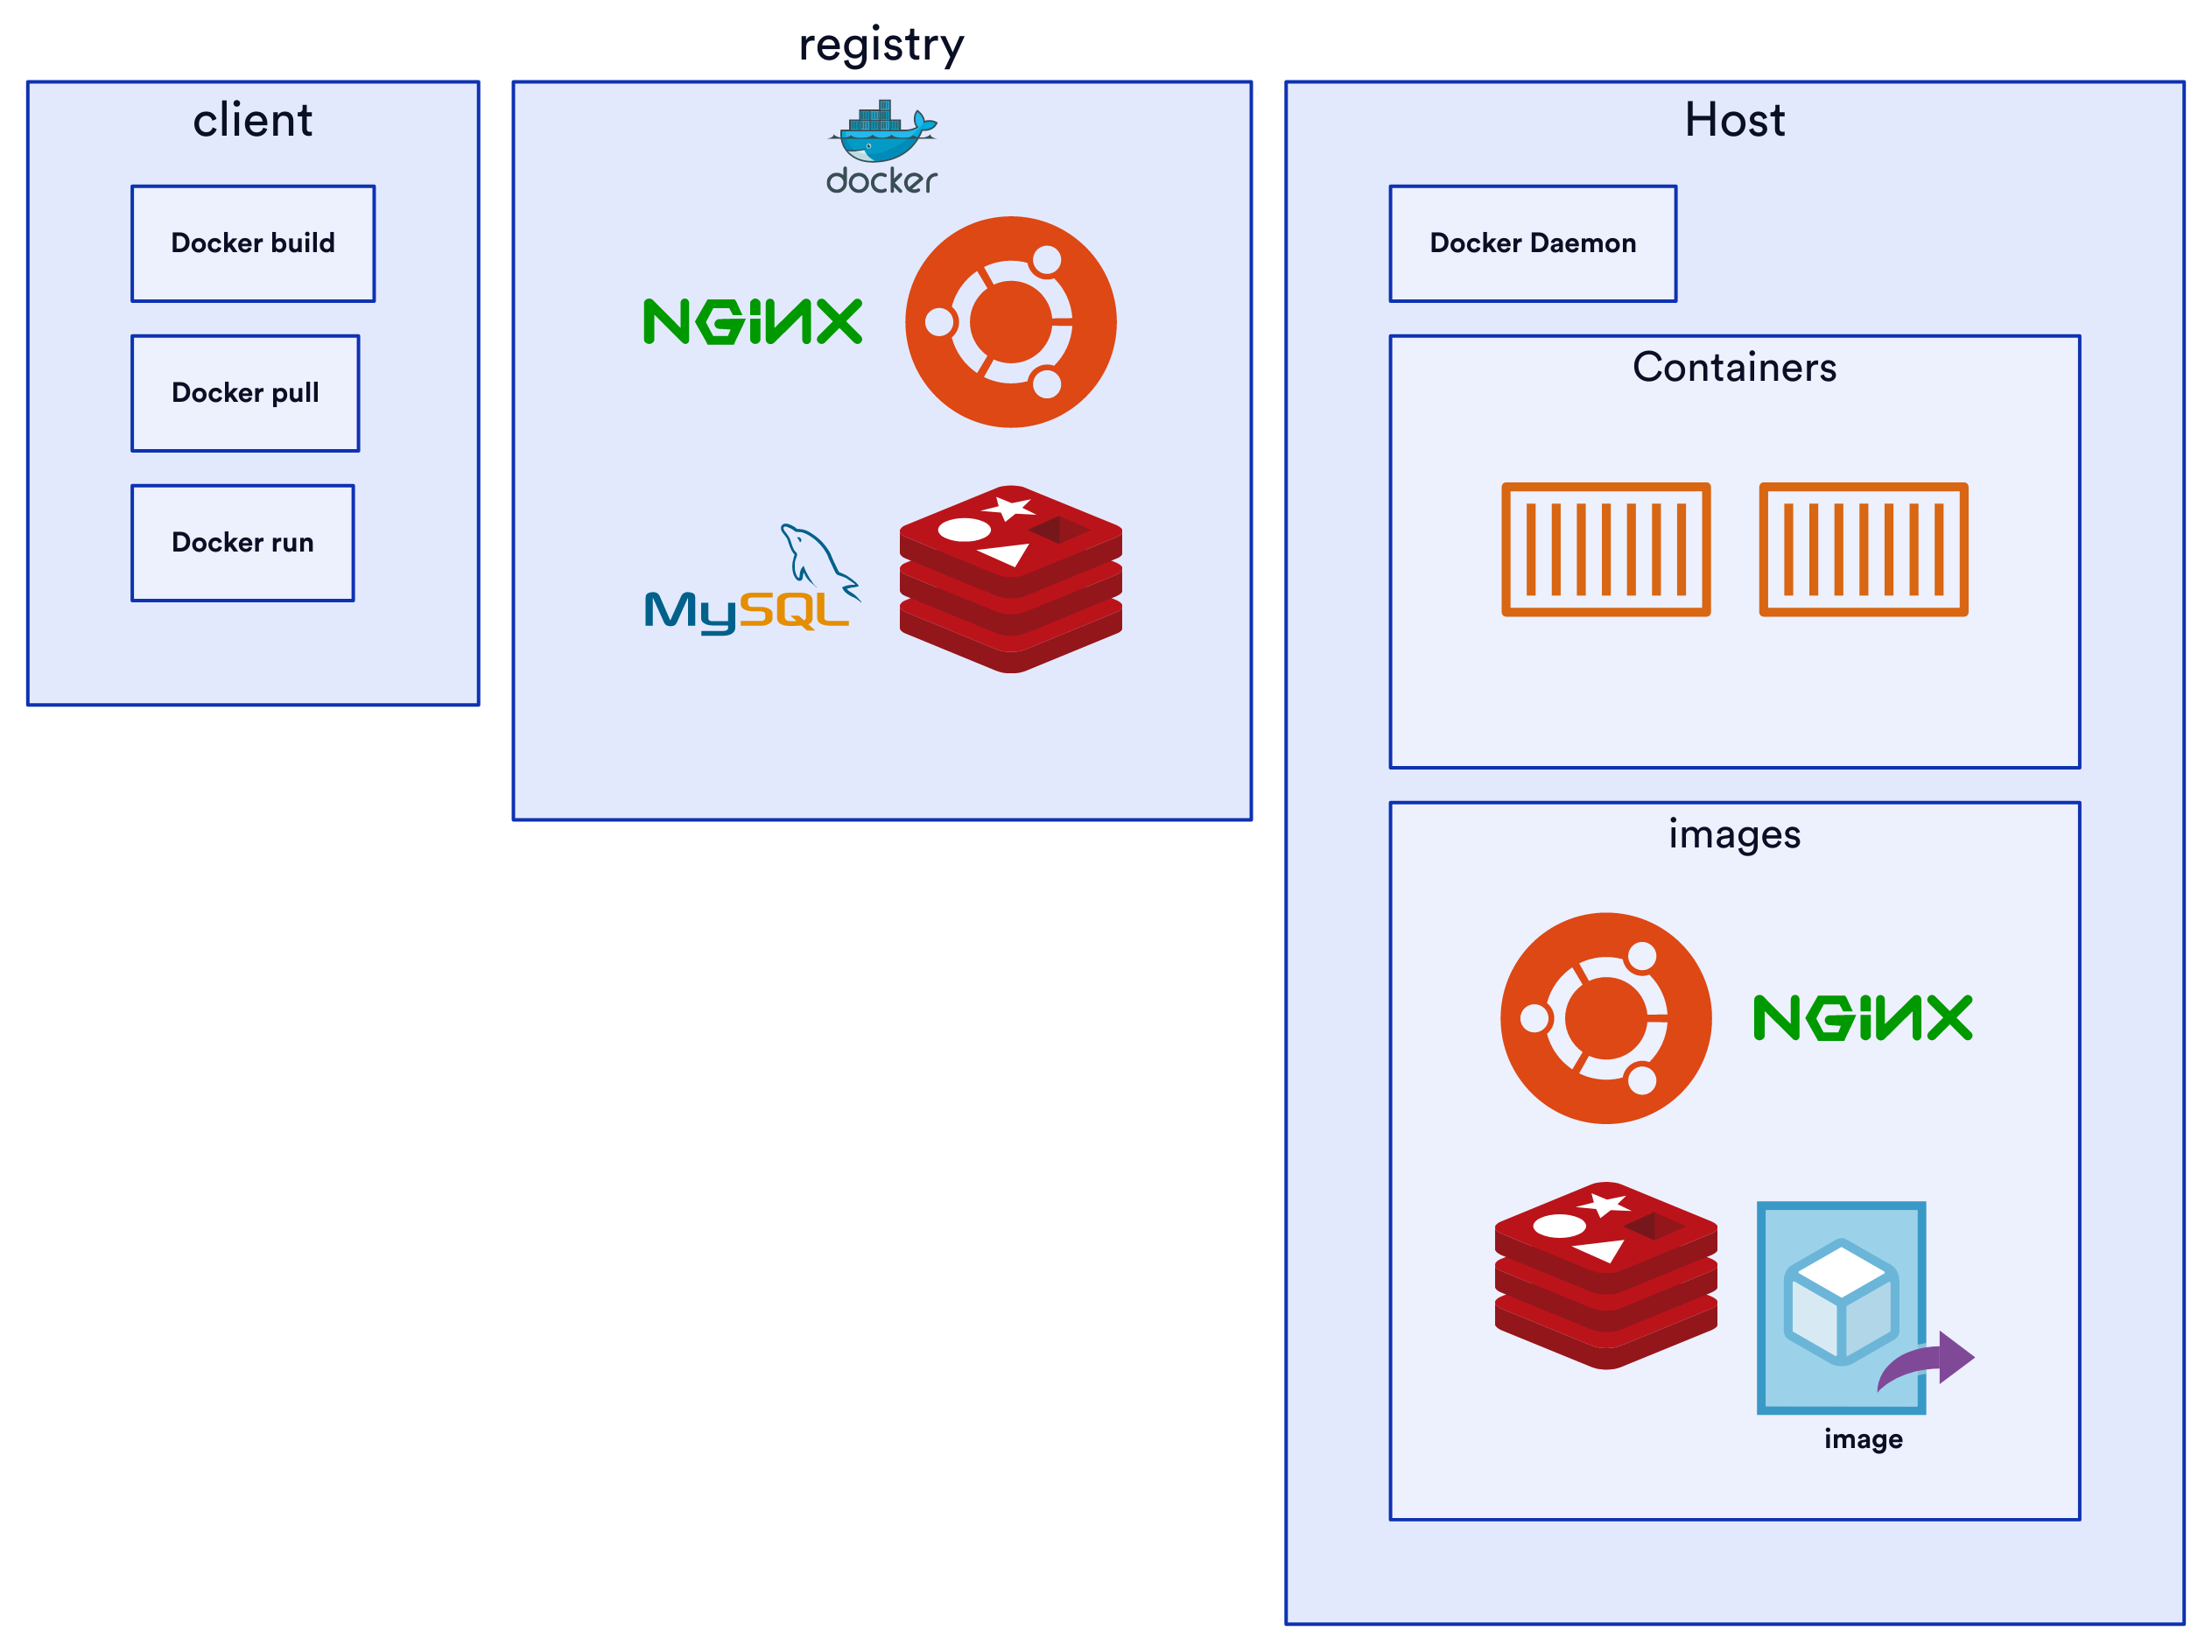 registry
client
Docker build
Docker pull
Docker run
docker
NGiNX
MySQL
Host
Docker Daemon
Containers
images
NGiNX
image